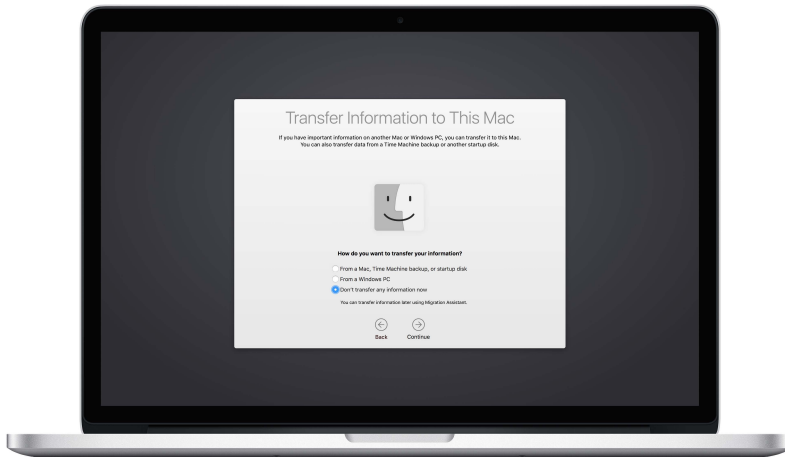 Transfer Information to This Mac
If you have important information on another Mac or Windows PC, you can transfer it to this Mac.
You can also transfer data from a Time Machine backup or another startup disk.
How do you want to transfer your information?
From a Mac, Time Machine backup, or startup disk
From a Windows PC
Don't transfer any information now
You can transfer information later using Migration Assistant.
Back Continue